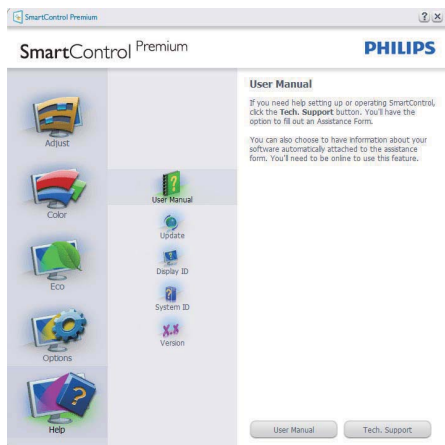 SmartControl Premium
? x
SmartControl Premium
PHILIPS
Adjust
Color
Eco
Options
Help
User Manual
Update
Display ID
System ID
X.X
Version
User Manual
If you need help setting up or operating SmartControl,
click the Tech. Support button. You'll have the
option to fill out an Assistance Form.
You can also choose to have information about your
software automatically attached to the assistance
form. You'll need to be online to use this feature.
User Manual
Tech. Support